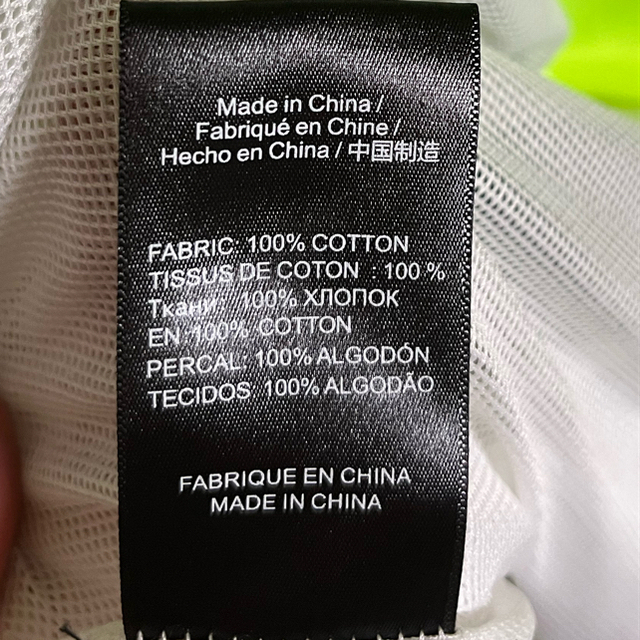 Made in China /
Fabriqué en Chine /
Hecho en China / 中国制造
FABRIC: 100% COTTON
TISSUS DE COTON : 100 %
Ткани: 100% ХЛОПОК
EN: 100% COTTON
PERCAL: 100% ALGODÓN
TECIDOS: 100% ALGODÃO
FABRIQUE EN CHINA
MADE IN CHINA